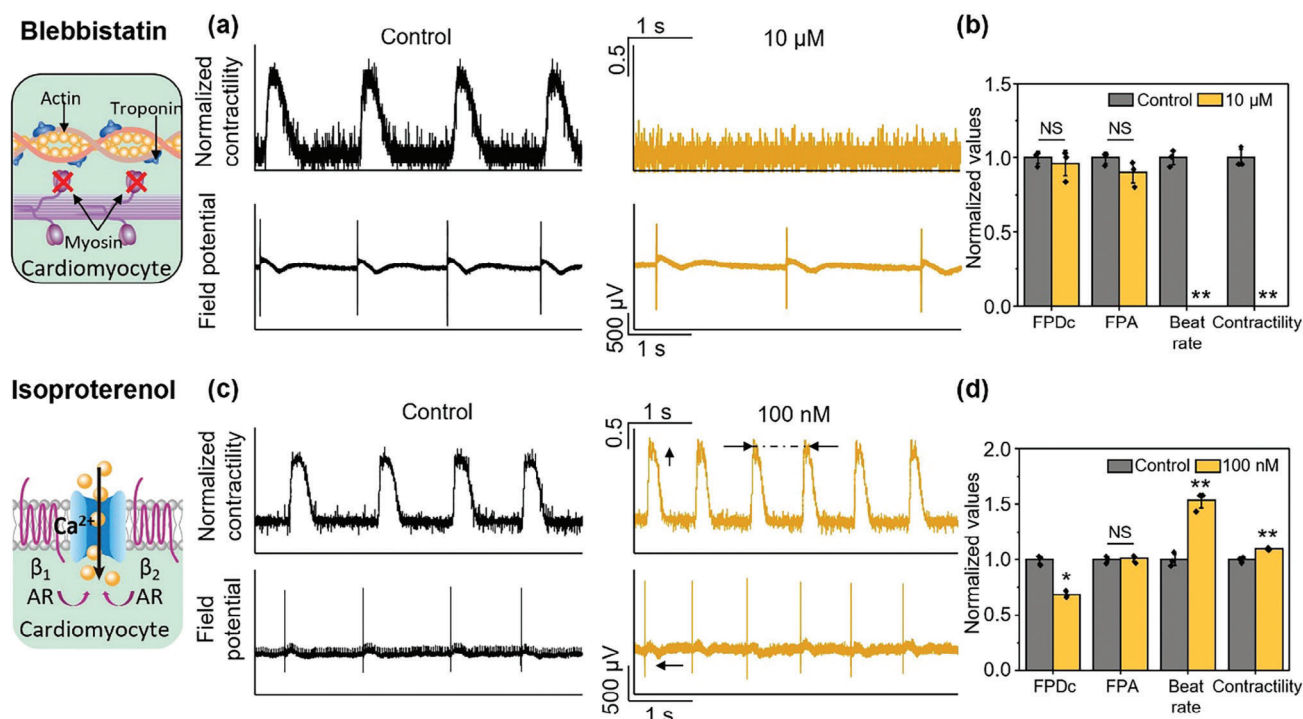 Blebbistatin
Actin
Troponin
Myosin
Cardiomyocyte
(a)
Control
Normalized
contractility
Field potential
1 s
0.5
10 µM
500 µV
1 s
(b)
Normalized values
1.5
1.0
0.5
0.0
Control
10 µM
NS
NS
**
**
FPDc
FPA
Beat
rate
Contractility
Isoproterenol
Ca2+
β1
AR
β2
AR
Cardiomyocyte
(c)
Control
Normalized
contractility
Field
potential
1 s
0.5
100 nM
500 µV
1 s
(d)
Normalized values
2.0
1.5
1.0
0.5
0.0
Control
100 nM
*
NS
**
**
FPDc
FPA
Beat
rate
Contractility